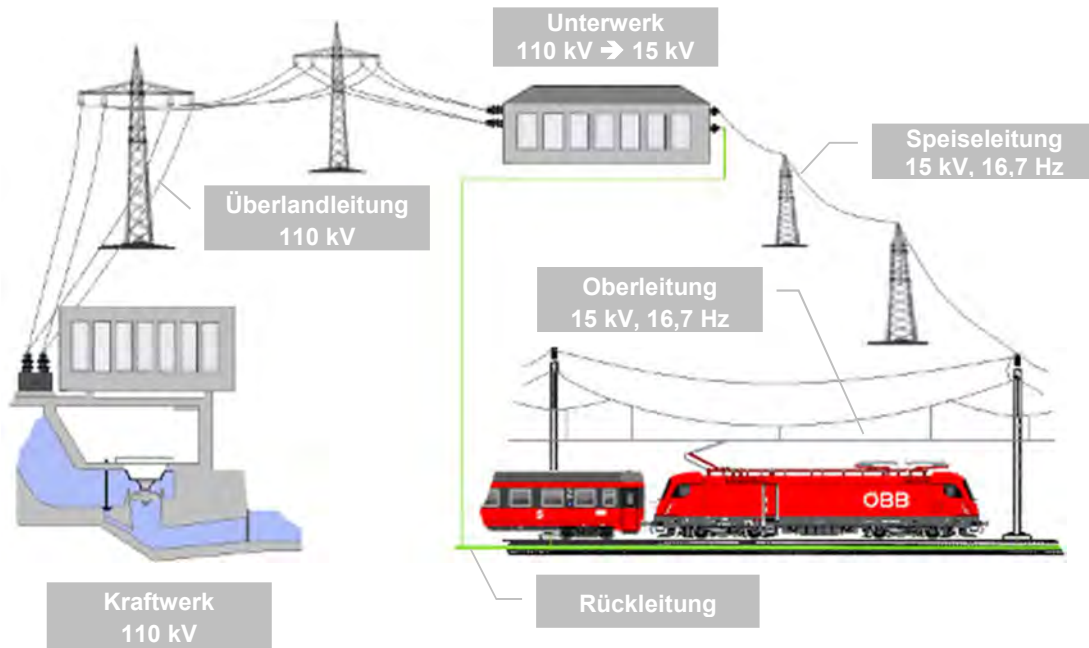 Unterwerk
110 kV ➔ 15 kV
Speiseleitung
15 kV, 16,7 Hz
Überlandleitung
110 kV
Oberleitung
15 kV, 16,7 Hz
ÖBB
Kraftwerk
110 kV
Rückleitung